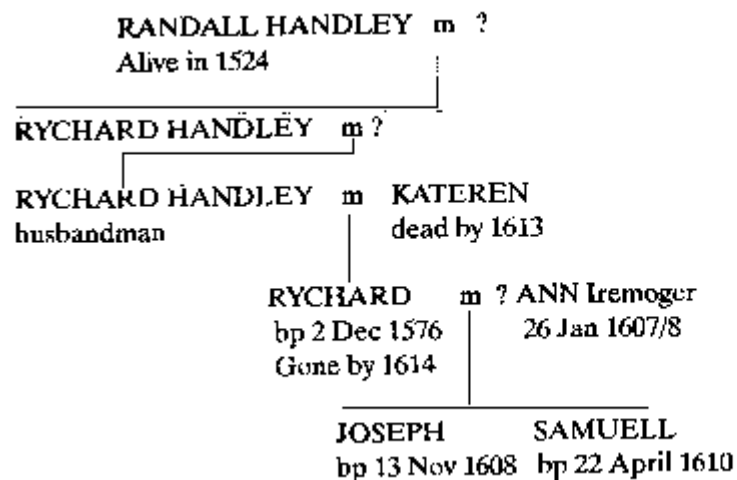 RANDALL HANDLEY m ?
Alive in 1524
RYCHARD HANDLEY m ?
RYCHARD HANDLEY m KATEREN
husbandman dead by 1613
RYCHARD m ? ANN Iremoger
bp 2 Dec 1576 26 Jan 1607/8
Gone by 1614
JOSEPH SAMUELL
bp 13 Nov 1608 bp 22 April 1610